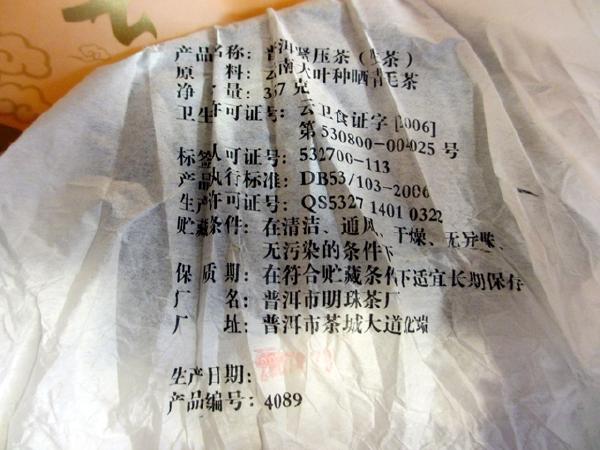 产品名称：普洱紧压茶（ 茶）
原 料：云南大叶种晒青毛茶
净 量：357克
卫生许可证号：云卫食证字[2006]
第530800-00-025号
标签认可证号：532700-113
产品执行标准：DB53/103-2006
生产许可证号：QS5327 1401 0322
贮藏条件：在清洁、通风、干燥、无异味、
无污染的条件下
保质期：在符合贮藏条件下适宜长期保存
厂 名：普洱市明珠茶厂
厂 址：普洱市茶城大道北端
生产日期：
产品编号：4089